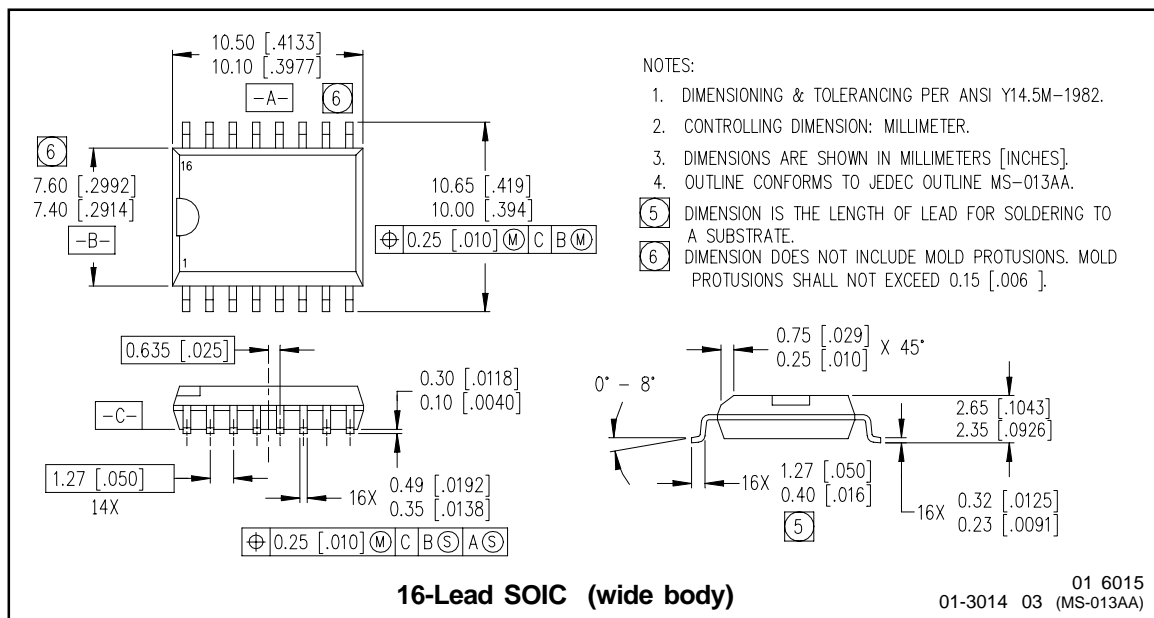 10.50 [.4133]
10.10 [.3977]
-A- 6
6
7.60 [.2992]
7.40 [.2914]
-B-
16
1
10.65 [.419]
10.00 [.394]
⌖ 0.25 [.010] Ⓜ C B Ⓜ
NOTES:
1. DIMENSIONING & TOLERANCING PER ANSI Y14.5M-1982.
2. CONTROLLING DIMENSION: MILLIMETER.
3. DIMENSIONS ARE SHOWN IN MILLIMETERS [INCHES].
4. OUTLINE CONFORMS TO JEDEC OUTLINE MS-013AA.
5 DIMENSION IS THE LENGTH OF LEAD FOR SOLDERING TO
A SUBSTRATE.
6 DIMENSION DOES NOT INCLUDE MOLD PROTUSIONS. MOLD
PROTUSIONS SHALL NOT EXCEED 0.15 [.006 ].
0.635 [.025]
-C-
0.30 [.0118]
0.10 [.0040]
1.27 [.050]
14X
16X 0.49 [.0192]
0.35 [.0138]
⌖ 0.25 [.010] Ⓜ C B Ⓢ A Ⓢ
0.75 [.029]
0.25 [.010] X 45°
0° - 8°
2.65 [.1043]
2.35 [.0926]
16X 1.27 [.050]
0.40 [.016]
5
16X 0.32 [.0125]
0.23 [.0091]
16-Lead SOIC (wide body)
01 6015
01-3014 03 (MS-013AA)